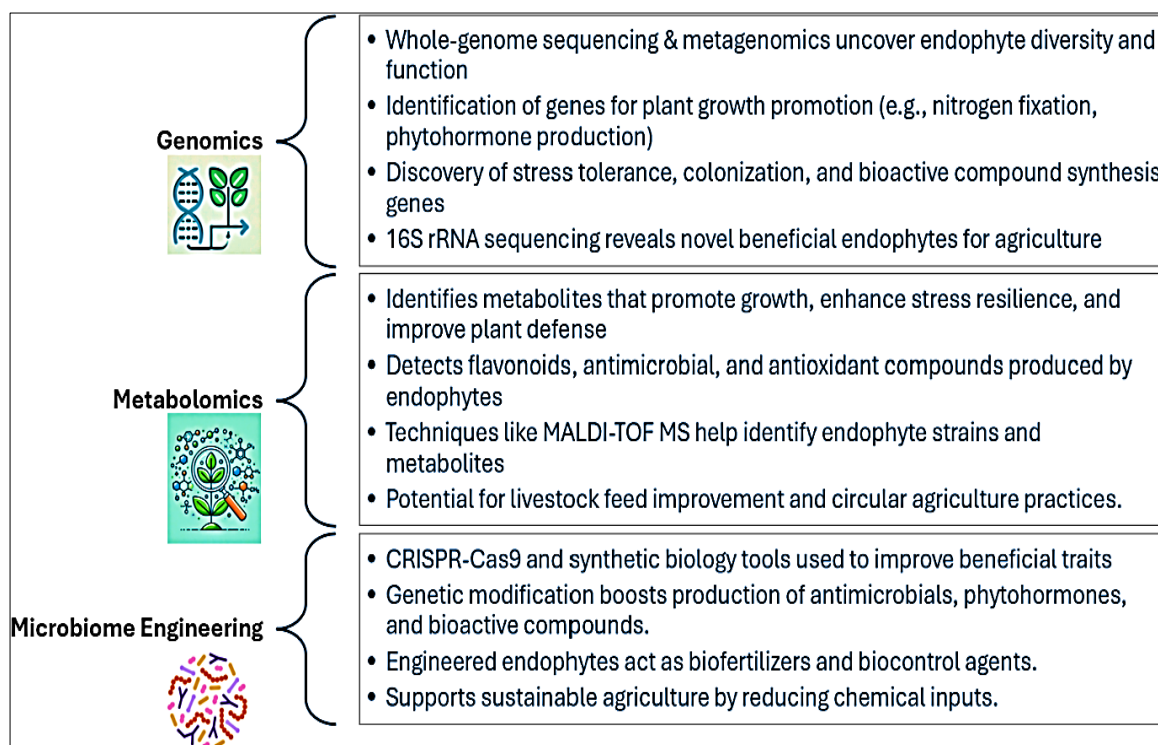 Genomics
• Whole-genome sequencing & metagenomics uncover endophyte diversity and
function
• Identification of genes for plant growth promotion (e.g., nitrogen fixation,
phytohormone production)
• Discovery of stress tolerance, colonization, and bioactive compound synthesis
genes
• 16S rRNA sequencing reveals novel beneficial endophytes for agriculture
Metabolomics
• Identifies metabolites that promote growth, enhance stress resilience, and
improve plant defense
• Detects flavonoids, antimicrobial, and antioxidant compounds produced by
endophytes
• Techniques like MALDI-TOF MS help identify endophyte strains and
metabolites
• Potential for livestock feed improvement and circular agriculture practices.
Microbiome Engineering
• CRISPR-Cas9 and synthetic biology tools used to improve beneficial traits
• Genetic modification boosts production of antimicrobials, phytohormones,
and bioactive compounds.
• Engineered endophytes act as biofertilizers and biocontrol agents.
• Supports sustainable agriculture by reducing chemical inputs.